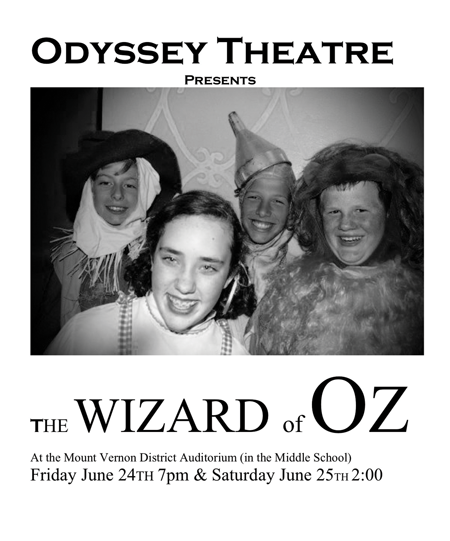 ODYSSEY THEATRE
PRESENTS
THE WIZARD of OZ
At the Mount Vernon District Auditorium (in the Middle School)
Friday June 24TH 7pm & Saturday June 25TH 2:00